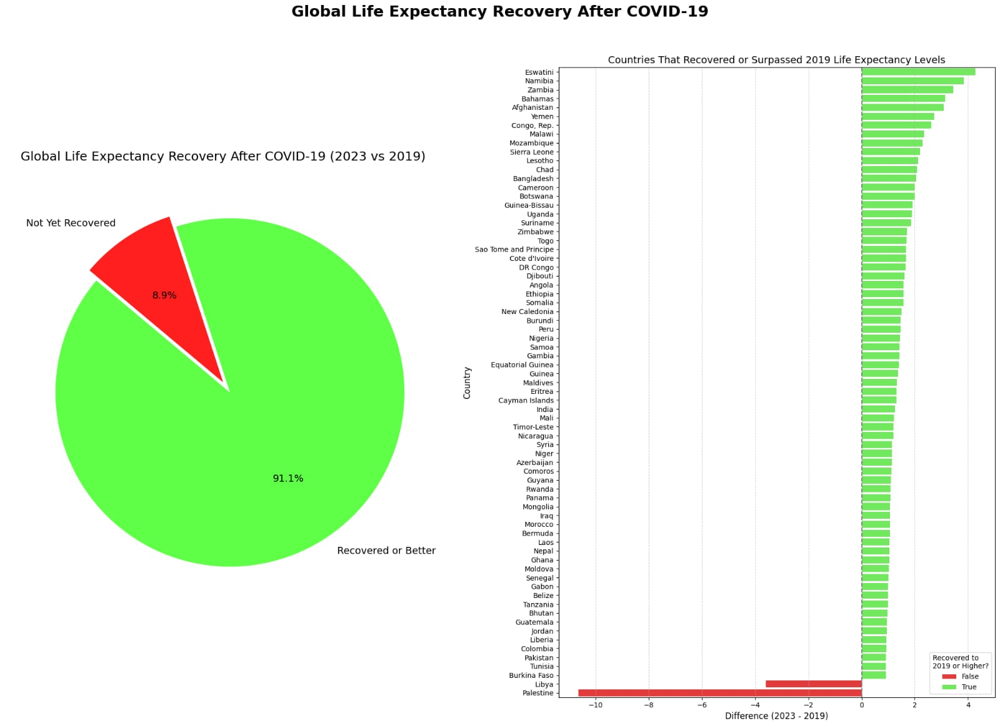 Global Life Expectancy Recovery After COVID-19
Global Life Expectancy Recovery After COVID-19 (2023 vs 2019)
Not Yet Recovered
8.9%
91.1%
Recovered or Better
Countries That Recovered or Surpassed 2019 Life Expectancy Levels
Country
Eswatini
Namibia
Zambia
Bahamas
Afghanistan
Yemen
Congo, Rep.
Malawi
Mozambique
Sierra Leone
Lesotho
Chad
Bangladesh
Cameroon
Botswana
Guinea-Bissau
Uganda
Suriname
Zimbabwe
Togo
Sao Tome and Principe
Cote d'Ivoire
DR Congo
Djibouti
Angola
Ethiopia
Somalia
New Caledonia
Burundi
Peru
Nigeria
Samoa
Gambia
Equatorial Guinea
Guinea
Maldives
Eritrea
Cayman Islands
India
Mali
Timor-Leste
Nicaragua
Syria
Niger
Azerbaijan
Comoros
Guyana
Rwanda
Panama
Mongolia
Iraq
Morocco
Bermuda
Laos
Nepal
Ghana
Moldova
Senegal
Gabon
Belize
Tanzania
Bhutan
Guatemala
Jordan
Liberia
Colombia
Pakistan
Tunisia
Burkina Faso
Libya
Palestine
Recovered to
2019 or Higher?
False
True
−10 −8 −6 −4 −2 0 2 4
Difference (2023 - 2019)